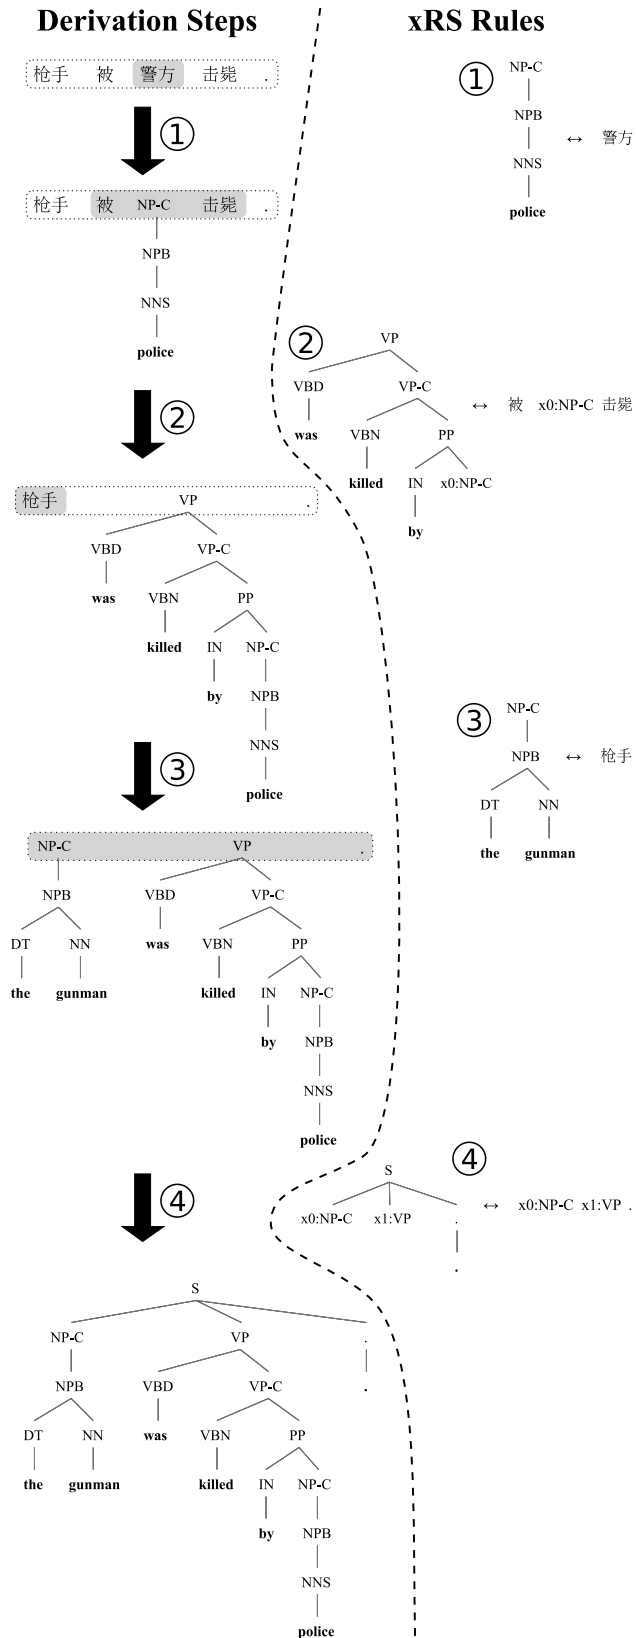 Derivation Steps
xRS Rules
枪手 被 警方 击毙 .
①
枪手 被 NP-C 击毙 .
NPB
NNS
police
②
枪手 VP .
VBD VP-C
was VBN PP
killed IN NP-C
by NPB
NNS
police
③
NP-C VP .
NPB VBD VP-C
DT NN was VBN PP
the gunman killed IN NP-C
by NPB
NNS
police
④
S
NP-C VP .
NPB VBD VP-C .
DT NN was VBN PP
the gunman killed IN NP-C
by NPB
NNS
police
①
NP-C
NPB
↔ 警方
NNS
police
②
VP
VBD VP-C
↔ 被 x0:NP-C 击毙
was VBN PP
killed IN x0:NP-C
by
③
NP-C
NPB ↔ 枪手
DT NN
the gunman
④
S
x0:NP-C x1:VP . ↔ x0:NP-C x1:VP .
.